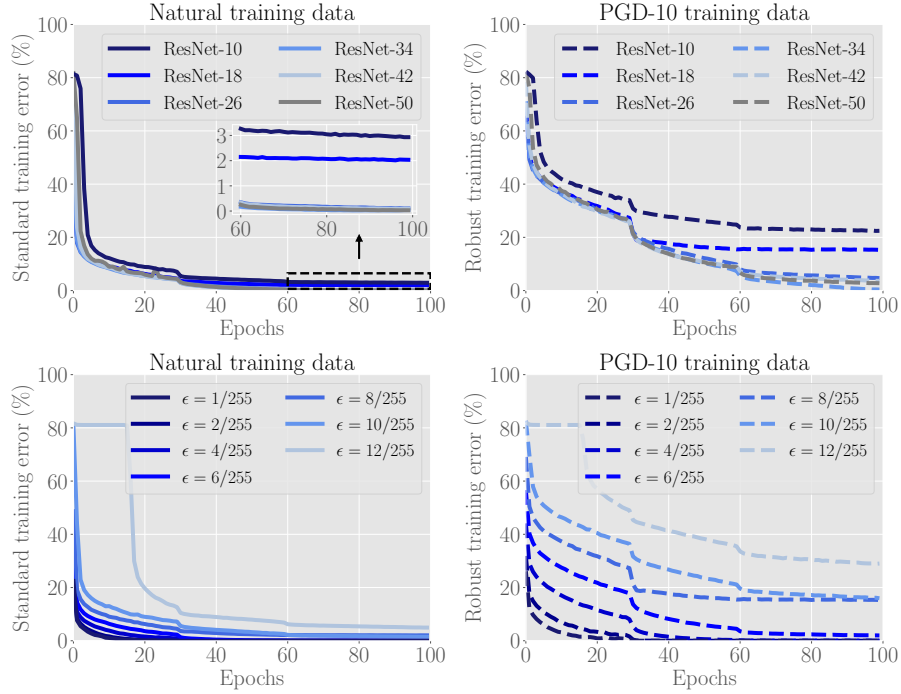 Natural training data
Standard training error (%)
100
80
60
40
20
0
ResNet-10
ResNet-18
ResNet-26
ResNet-34
ResNet-42
ResNet-50
3
2
1
0
60
80
100
0
20
40
60
80
100
Epochs
PGD-10 training data
Robust training error (%)
100
80
60
40
20
0
ResNet-10
ResNet-18
ResNet-26
ResNet-34
ResNet-42
ResNet-50
0
20
40
60
80
100
Epochs
Natural training data
Standard training error (%)
100
80
60
40
20
0
ϵ = 1/255
ϵ = 2/255
ϵ = 4/255
ϵ = 6/255
ϵ = 8/255
ϵ = 10/255
ϵ = 12/255
0
20
40
60
80
100
Epochs
PGD-10 training data
Robust training error (%)
100
80
60
40
20
0
ϵ = 1/255
ϵ = 2/255
ϵ = 4/255
ϵ = 6/255
ϵ = 8/255
ϵ = 10/255
ϵ = 12/255
0
20
40
60
80
100
Epochs